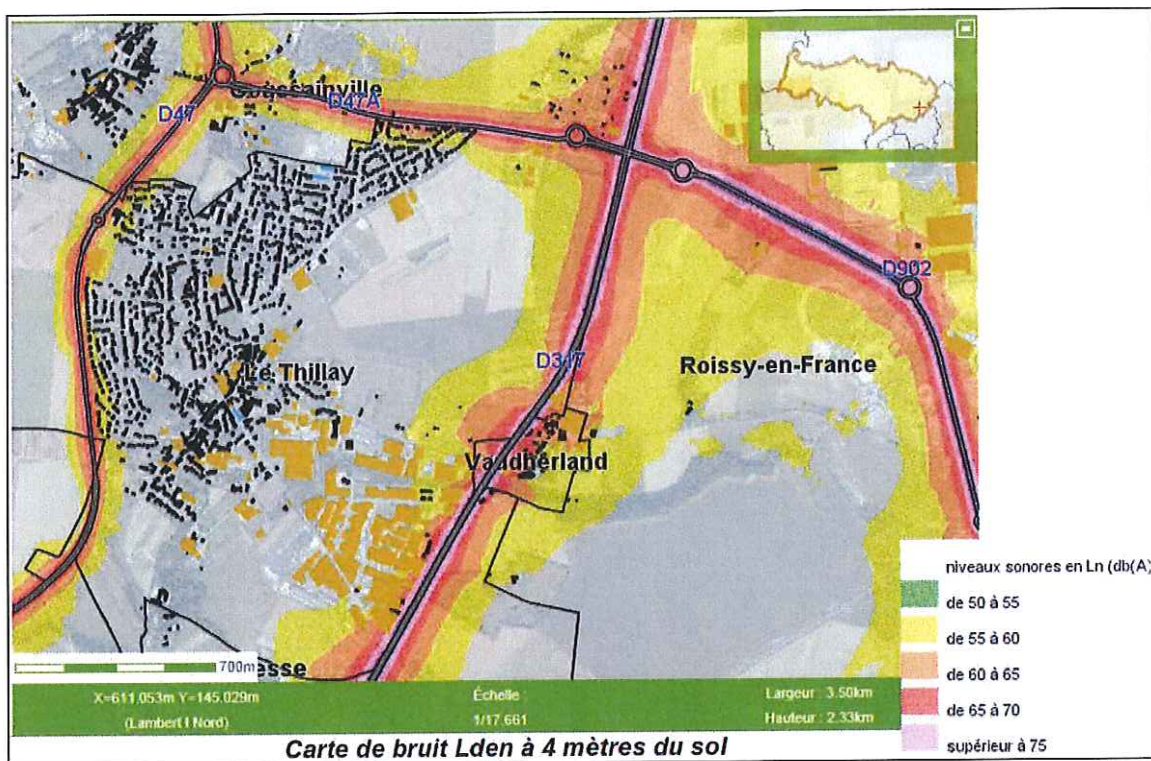 Goussainville
D47
D47A
D902
D317
Roissy-en-France
Le Thillay
Vaudherland
700m
esse
X=611,053m Y=145.029m
(Lambert I Nord)
Échelle
1/17.661
Largeur : 3.50km
Hauteur : 2.33km
niveaux sonores en Ln (db(A)
de 50 à 55
de 55 à 60
de 60 à 65
de 65 à 70
supérieur à 75
Carte de bruit Lden à 4 mètres du sol